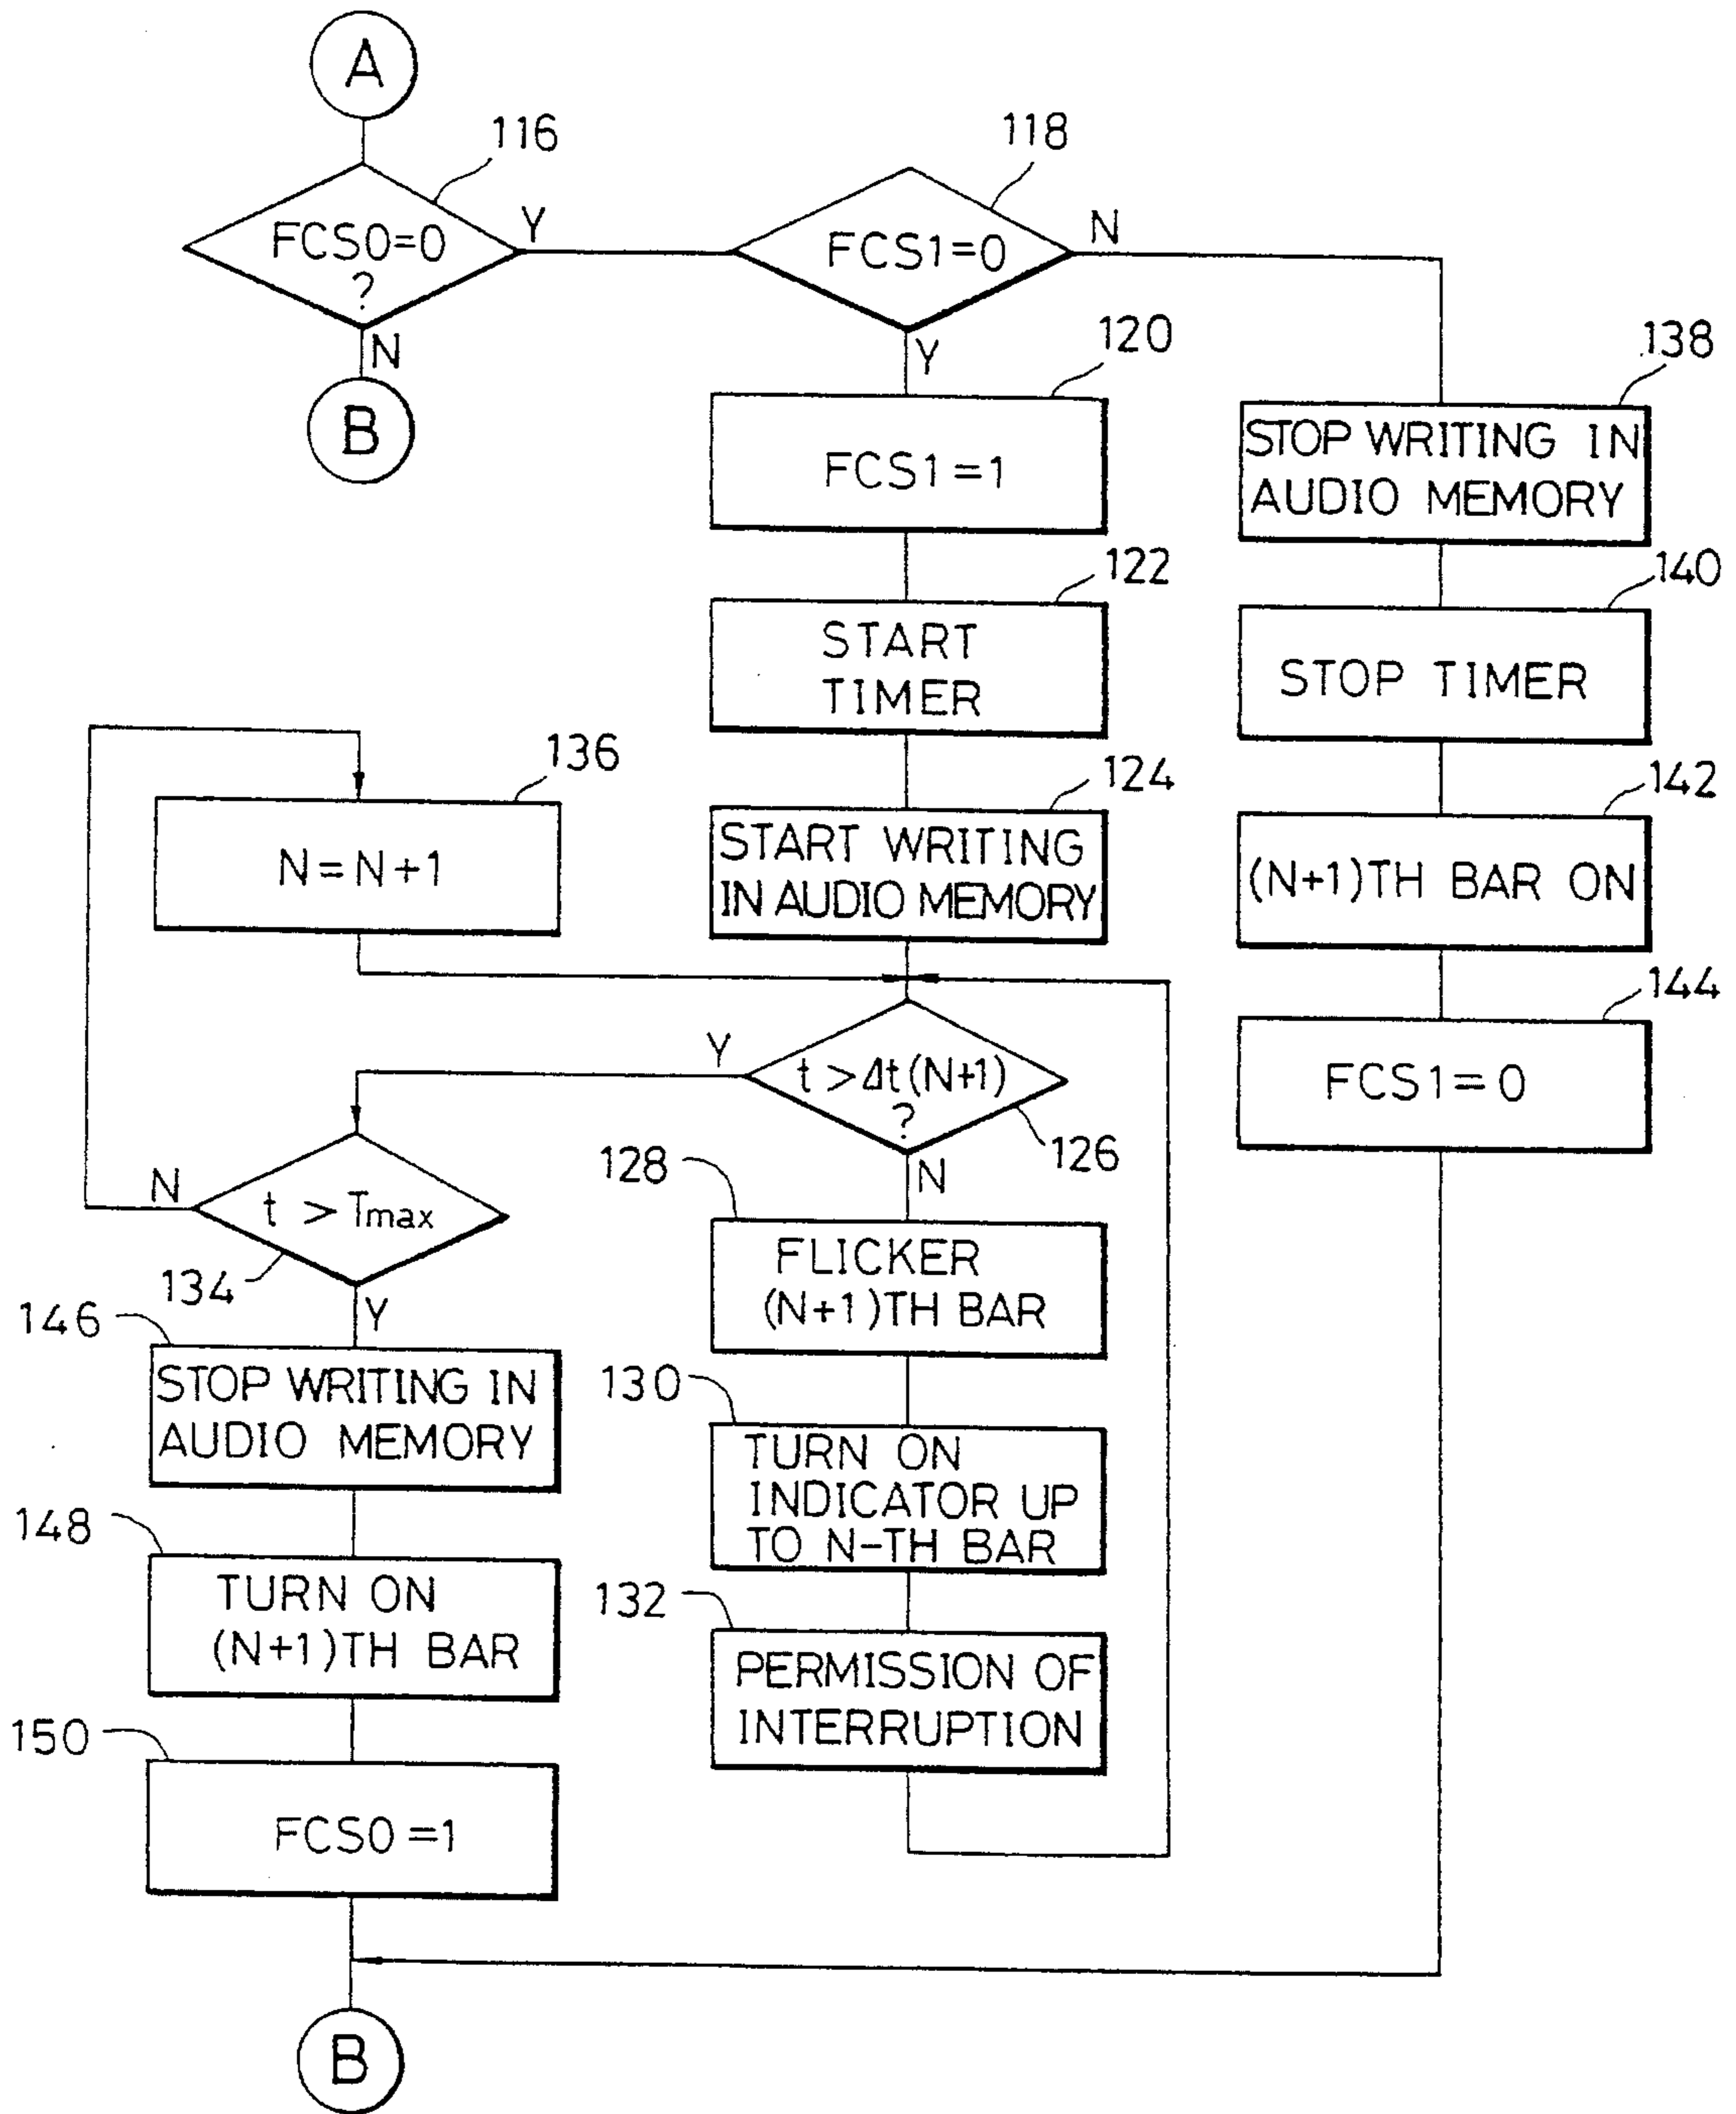 A
116
118
FCS0=0
?
Y
FCS1=0
N
N
B
Y
120
FCS1=1
138
STOP WRITING IN
AUDIO MEMORY
122
START
TIMER
140
STOP TIMER
136
N=N+1
124
START WRITING
IN AUDIO MEMORY
142
(N+1)TH BAR ON
144
FCS1=0
Y
t>Δt(N+1)
?
126
N
N
t > Tmax
134
Y
128
FLICKER
(N+1)TH BAR
146
STOP WRITING IN
AUDIO MEMORY
130
TURN ON
INDICATOR UP
TO N-TH BAR
148
TURN ON
(N+1)TH BAR
132
PERMISSION OF
INTERRUPTION
150
FCS0=1
B